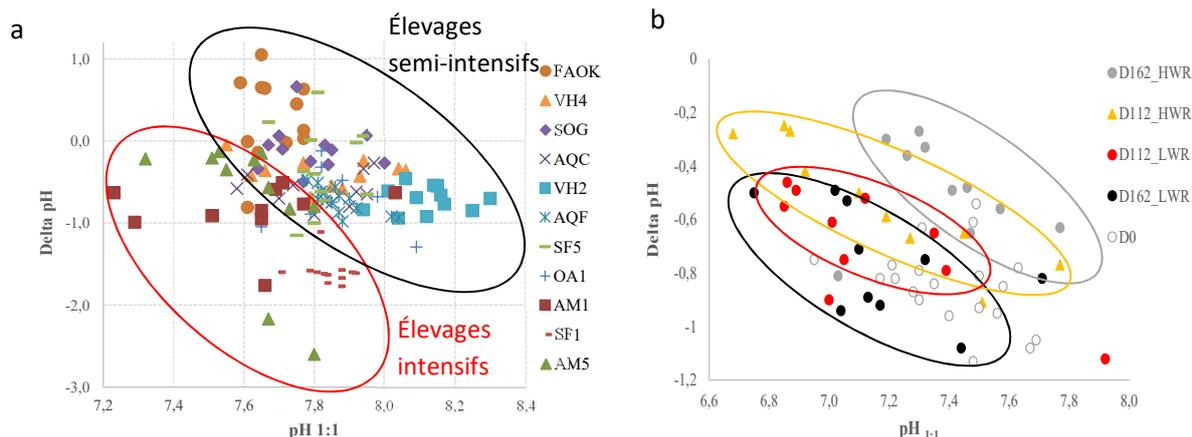 a
Élevages
semi-intensifs
1,0
0,0
-1,0
-2,0
-3,0
Delta pH
7,2 7,4 7,6 7,8 8,0 8,2 8,4
pH 1:1
Élevages
intensifs
FAOK
VH4
SOG
AQC
VH2
AQF
SF5
OA1
AM1
SF1
AM5
b
0
-0,2
-0,4
-0,6
-0,8
-1
-1,2
Delta pH
6,6 6,8 7,0 7,2 7,4 7,6 7,8 8,0
pH 1:1
D162_HWR
D112_HWR
D112_LWR
D162_LWR
D0